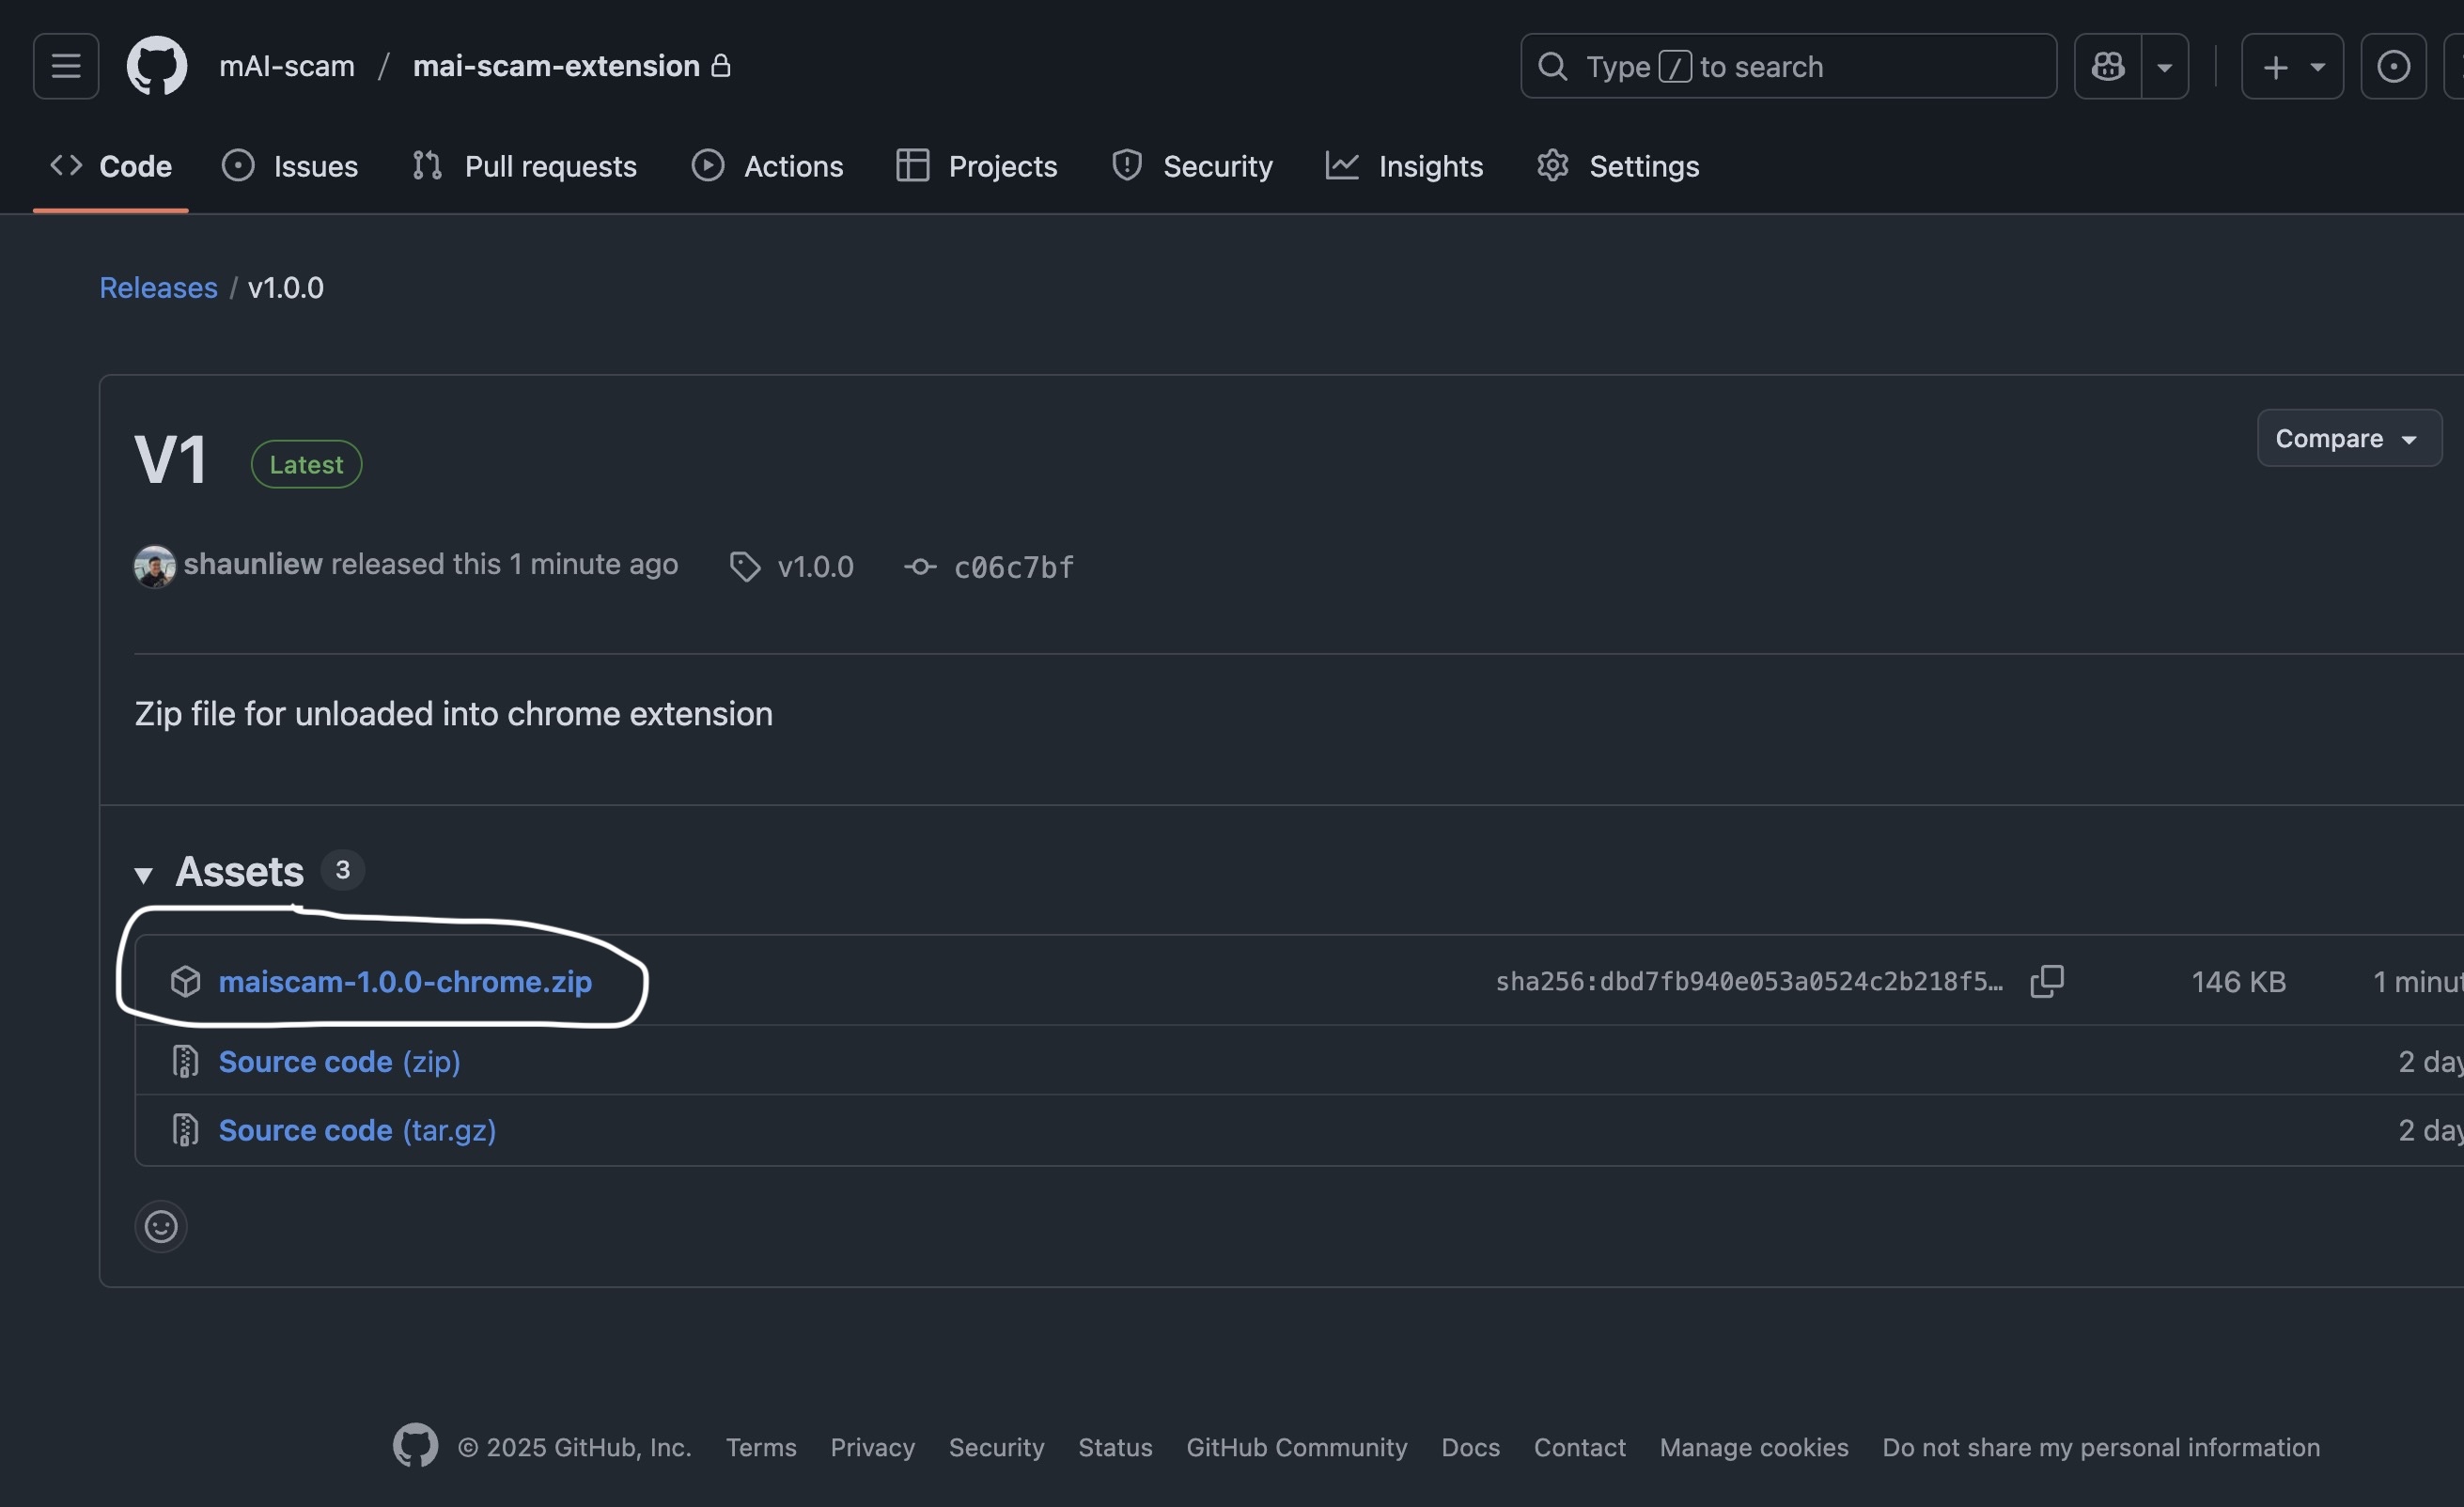 mAI-scam / mai-scam-extension
Type / to search
Code Issues Pull requests Actions Projects Security Insights Settings
Releases / v1.0.0
V1 Latest
Compare
shaunliew released this 1 minute ago v1.0.0 c06c7bf
Zip file for unloaded into chrome extension
Assets 3
maiscam-1.0.0-chrome.zip sha256:dbd7fb940e053a0524c2b218f5… 146 KB 1 minut
Source code (zip) 2 day
Source code (tar.gz) 2 day
© 2025 GitHub, Inc. Terms Privacy Security Status GitHub Community Docs Contact Manage cookies Do not share my personal information